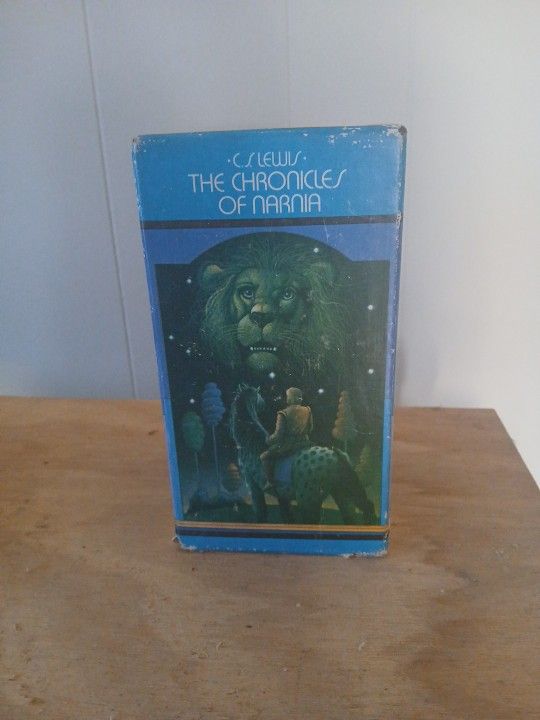 · C.S. LEWIS ·
THE CHRONICLES
OF NARNIA